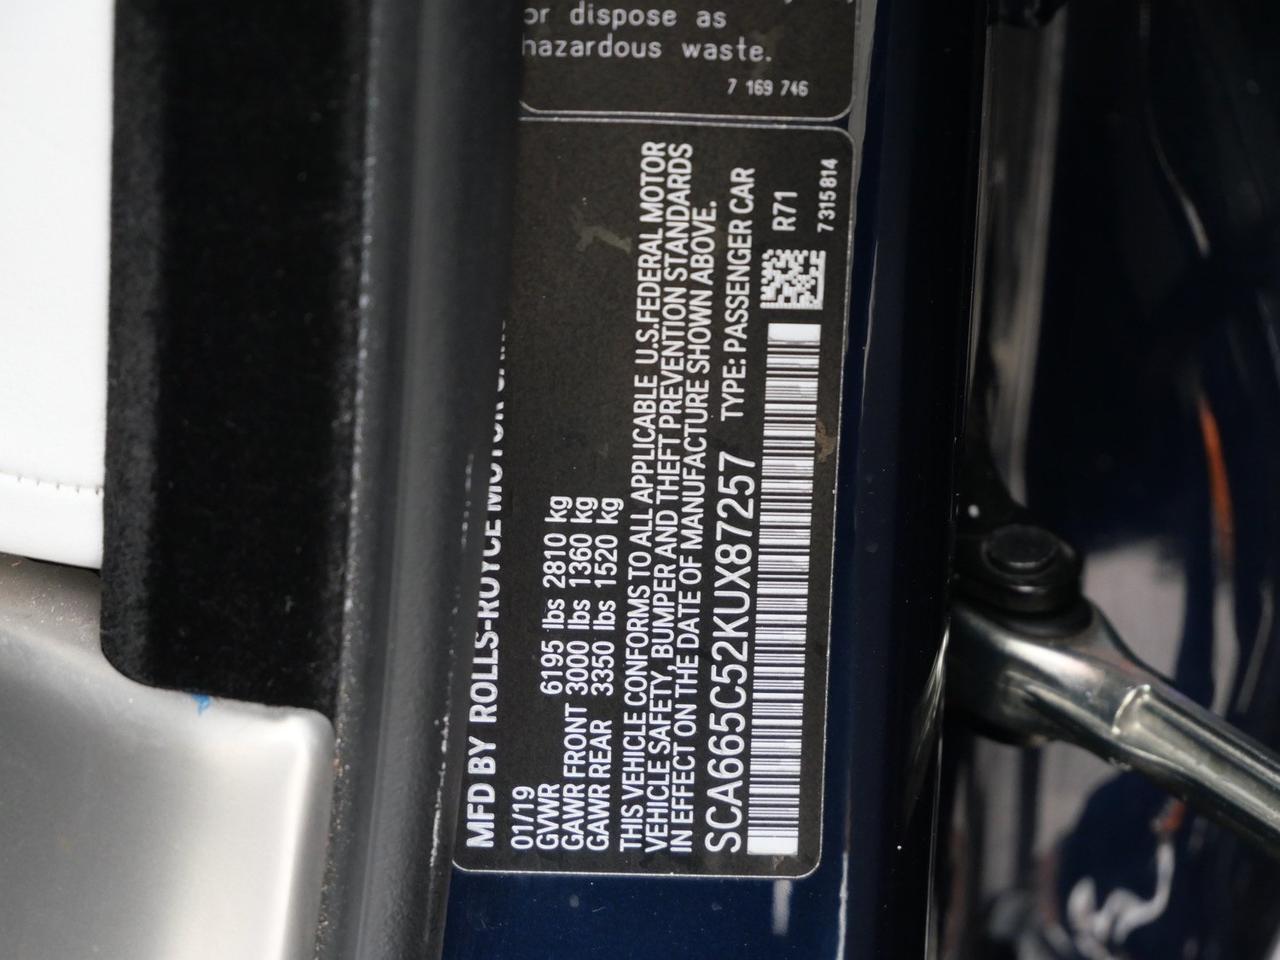 or dispose as
hazardous waste.
7 169 746
MFD BY ROLLS-ROYCE MOTOR
01/19
GVWR 6195 lbs 2810 kg
GAWR FRONT 3000 lbs 1360 kg
GAWR REAR 3350 lbs 1520 kg
THIS VEHICLE CONFORMS TO ALL APPLICABLE U.S.FEDERAL MOTOR
VEHICLE SAFETY, BUMPER AND THEFT PREVENTION STANDARDS
IN EFFECT ON THE DATE OF MANUFACTURE SHOWN ABOVE.
SCA665C52KUX87257 TYPE: PASSENGER CAR
R71
7 315 814